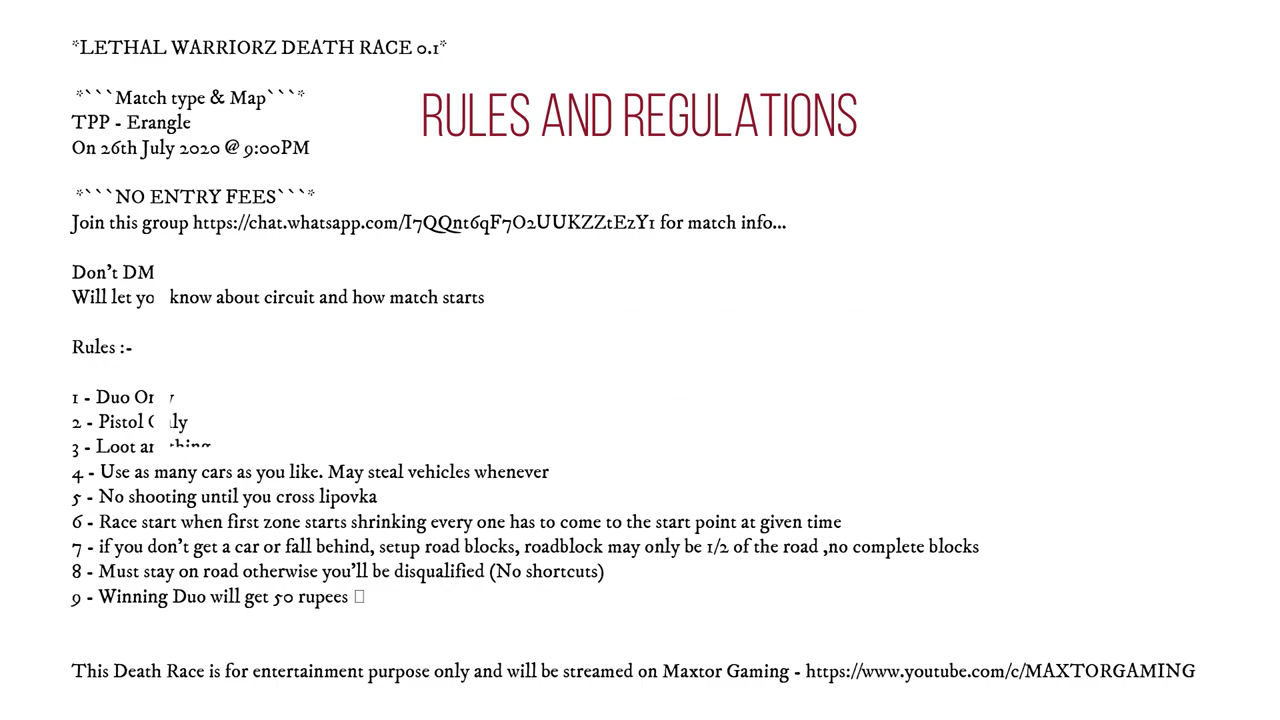 *LETHAL WARRIORZ DEATH RACE 0.1*
*```Match type & Map```*
RULES AND REGULATIONS
TPP - Erangle
On 26th July 2020 @ 9:00PM
*```NO ENTRY FEES```*
Join this group https://chat.whatsapp.com/I7QQnt6qF7O2UUKZZtEzY1 for match info...
Don't DM
Will let you know about circuit and how match starts
Rules :-
1 - Duo Only
2 - Pistol Only
3 - Loot anything
4 - Use as many cars as you like. May steal vehicles whenever
5 - No shooting until you cross lipovka
6 - Race start when first zone starts shrinking every one has to come to the start point at given time
7 - if you don't get a car or fall behind, setup road blocks, roadblock may only be 1/2 of the road ,no complete blocks
8 - Must stay on road otherwise you'll be disqualified (No shortcuts)
9 - Winning Duo will get 50 rupees
This Death Race is for entertainment purpose only and will be streamed on Maxtor Gaming - https://www.youtube.com/c/MAXTORGAMING